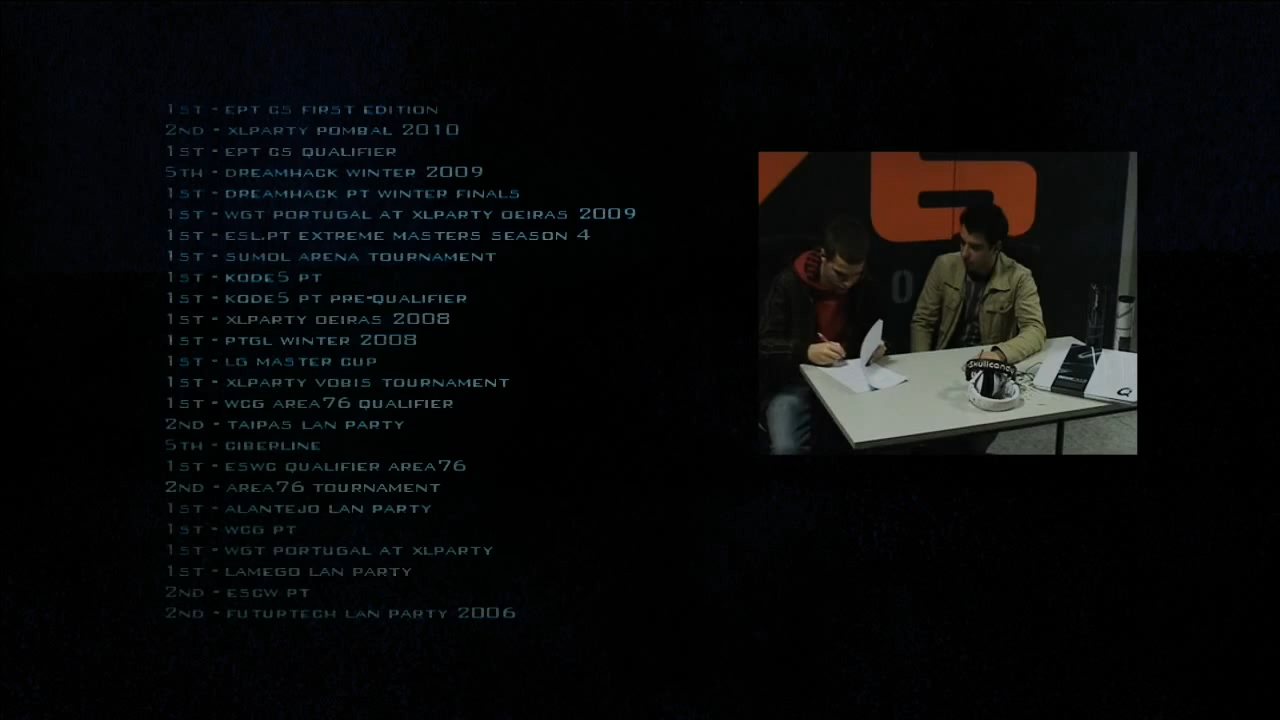 1ST - EPT G5 FIRST EDITION
2ND - XLPARTY POMBAL 2010
1ST - EPT G5 QUALIFIER
5TH - DREAMHACK WINTER 2009
1ST - DREAMHACK PT WINTER FINALS
1ST - WGT PORTUGAL AT XLPARTY OEIRAS 2009
1ST - ESL.PT EXTREME MASTERS SEASON 4
1ST - SUMOL ARENA TOURNAMENT
1ST - KODE5 PT
1ST - KODE5 PT PRE-QUALIFIER
1ST - XLPARTY OEIRAS 2008
1ST - PTGL WINTER 2008
1ST - LG MASTER CUP
1ST - XLPARTY VOBIS TOURNAMENT
1ST - WCG AREA76 QUALIFIER
2ND - TAIPAS LAN PARTY
5TH - CIBERLINE
1ST - ESWC QUALIFIER AREA76
2ND - AREA76 TOURNAMENT
1ST - ALANTEJO LAN PARTY
1ST - WCG PT
1ST - WGT PORTUGAL AT XLPARTY
1ST - LAMEGO LAN PARTY
2ND - ESCW PT
2ND - FUTURTECH LAN PARTY 2006
Skullcandy